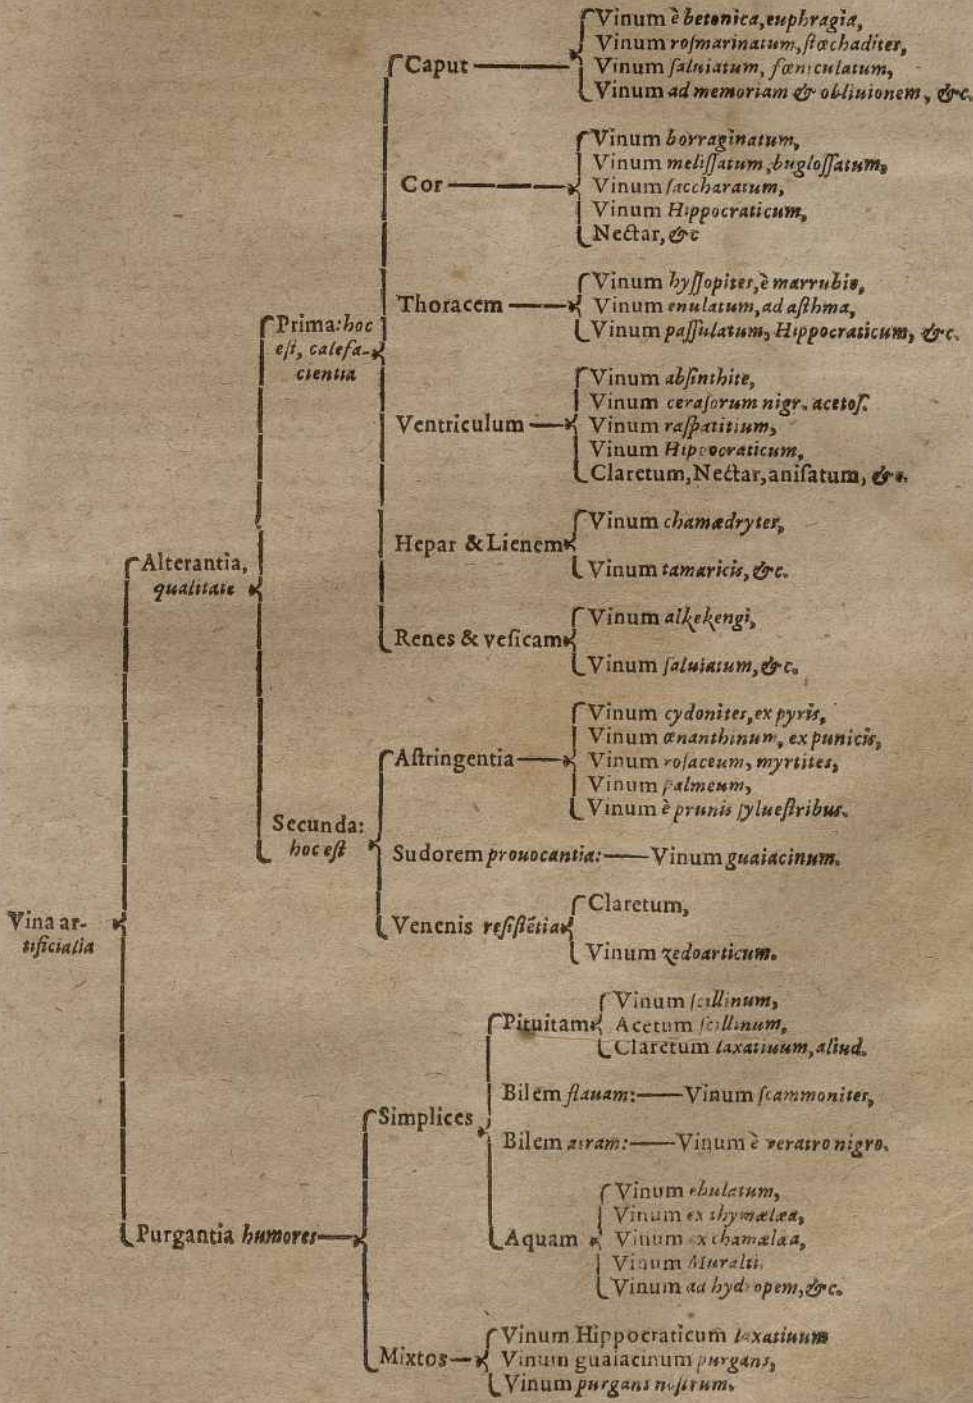 Vinum è betonica, euphragia,
Vinum roſmarinatum, ſtœchadites,
Caput
Vinum ſaluiatum, fœniculatum,
Vinum ad memoriam & obliuionem, &c.
Vinum borraginatum,
Vinum meliſſatum, bugloſſatum,
Cor
Vinum ſaccharatum,
Vinum Hippocraticum,
Nectar, &c
Vinum hyſſopites, è marrubio,
Thoracem
Vinum enulatum, ad aſthma,
Vinum paſſulatum, Hippocraticum, &c.
Prima: hoc
eſt, calefa-
cientia
Vinum abſinthite,
Vinum ceraſorum nigr. acetoſ.
Ventriculum
Vinum raſpatitium,
Vinum Hippocraticum,
Claretum, Nectar, aniſatum, &c.
Vinum chamædrytes,
Hepar & Lienem
Vinum tamaricis, &c.
Alterantia,
qualitate
Vinum alkekengi,
Renes & veſicam
Vinum ſaluiatum, &c.
Vinum cydonites, ex pyris,
Vinum œnanthinum, ex punicis,
Aſtringentia
Vinum roſaceum, myrtites,
Vinum palmeum,
Vinum è prunis ſylueſtribus.
Secunda:
hoc eſt
Sudorem prouocantia: Vinum guaiacinum.
Claretum,
Venenis reſiſtẽtia
Vinum zedoarticum.
Vina ar-
tificialia
Vinum ſcillinum,
Pituitam
Acetum ſcillinum,
Claretum laxatiuum, aliud.
Bilem flauam: Vinum ſcammonites,
Simplices
Bilem atram: Vinum è veratro nigro.
Vinum ebulatum,
Vinum ex thymælæa,
Aquam
Vinum ex chamælæa,
Vinum Muralti,
Vinum ad hydropem, &c.
Purgantia humores
Vinum Hippocraticum laxatiuum
Mixtos
Vinum guaiacinum purgans,
Vinum purgans noſtrum.